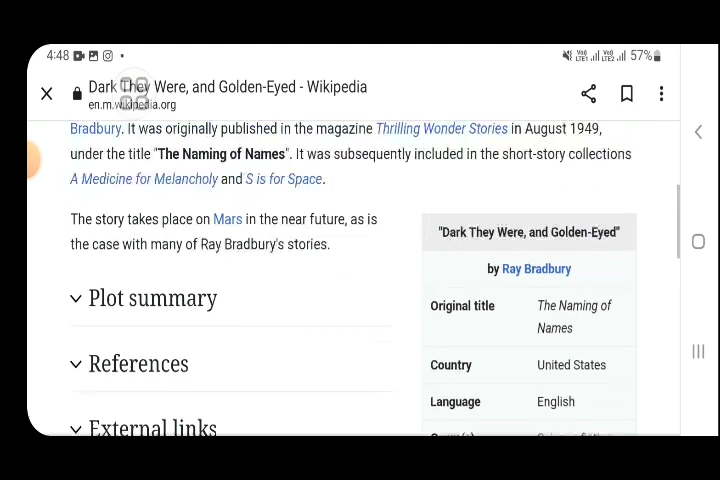 4:48
57%
Dark They Were, and Golden-Eyed - Wikipedia
en.m.wikipedia.org
Bradbury. It was originally published in the magazine Thrilling Wonder Stories in August 1949,
under the title "The Naming of Names". It was subsequently included in the short-story collections
A Medicine for Melancholy and S is for Space.
The story takes place on Mars in the near future, as is
the case with many of Ray Bradbury's stories.
Plot summary
References
External links
"Dark They Were, and Golden-Eyed"
by Ray Bradbury
Original title The Naming of
Names
Country United States
Language English